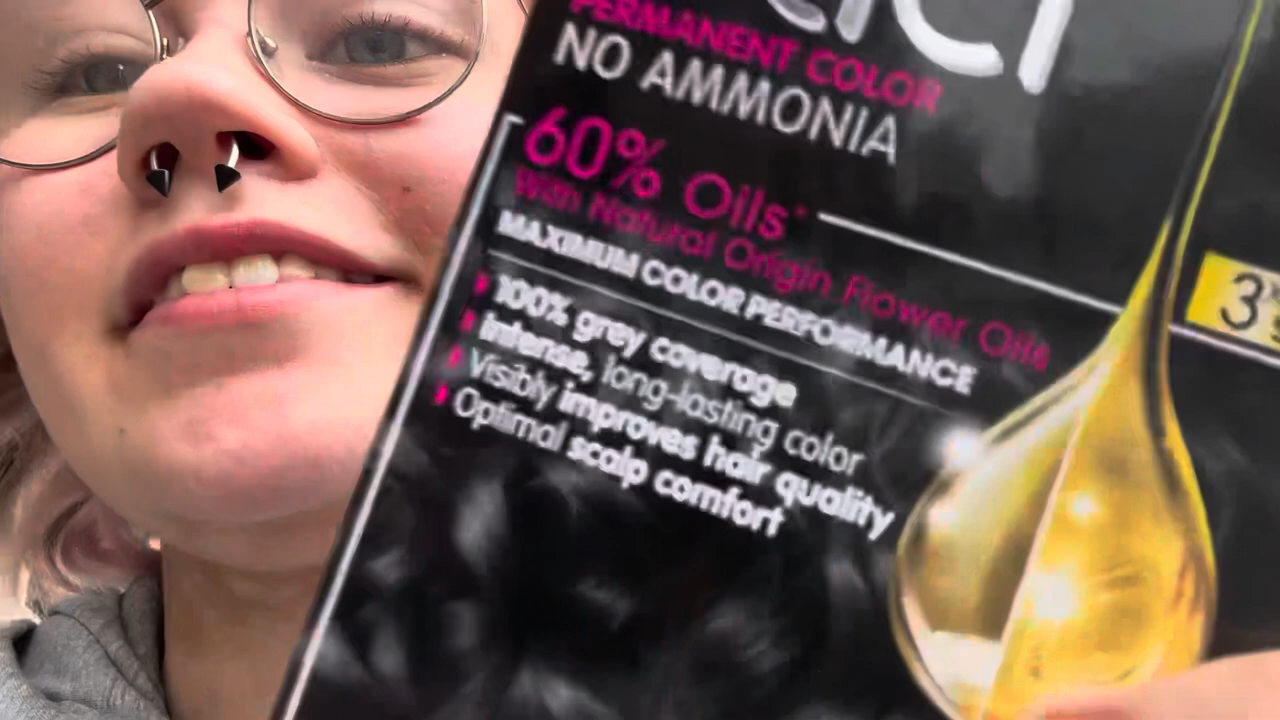 PERMANENT COLOR
NO AMMONIA
60% Oils*
With Natural Origin Flower Oils
MAXIMUM COLOR PERFORMANCE
100% grey coverage
intense, long-lasting color
Visibly improves hair quality
Optimal scalp comfort
3